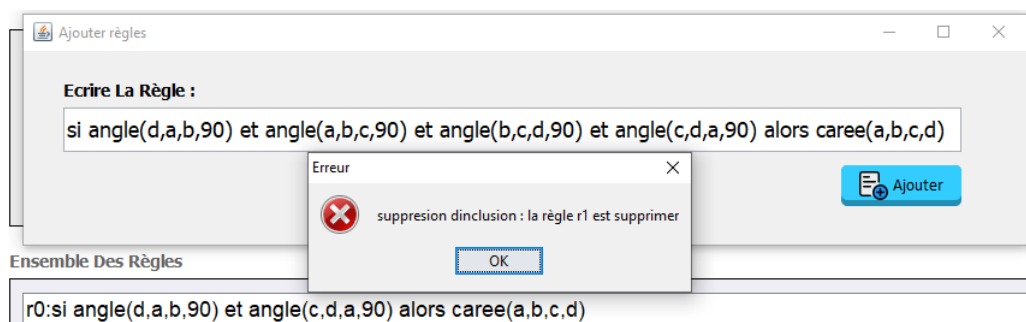 Ajouter règles
Ecrire La Règle :
si angle(d,a,b,90) et angle(a,b,c,90) et angle(b,c,d,90) et angle(c,d,a,90) alors caree(a,b,c,d)
Erreur
Ajouter
suppresion dinclusion : la règle r1 est supprimer
OK
Ensemble Des Règles
r0:si angle(d,a,b,90) et angle(c,d,a,90) alors caree(a,b,c,d)